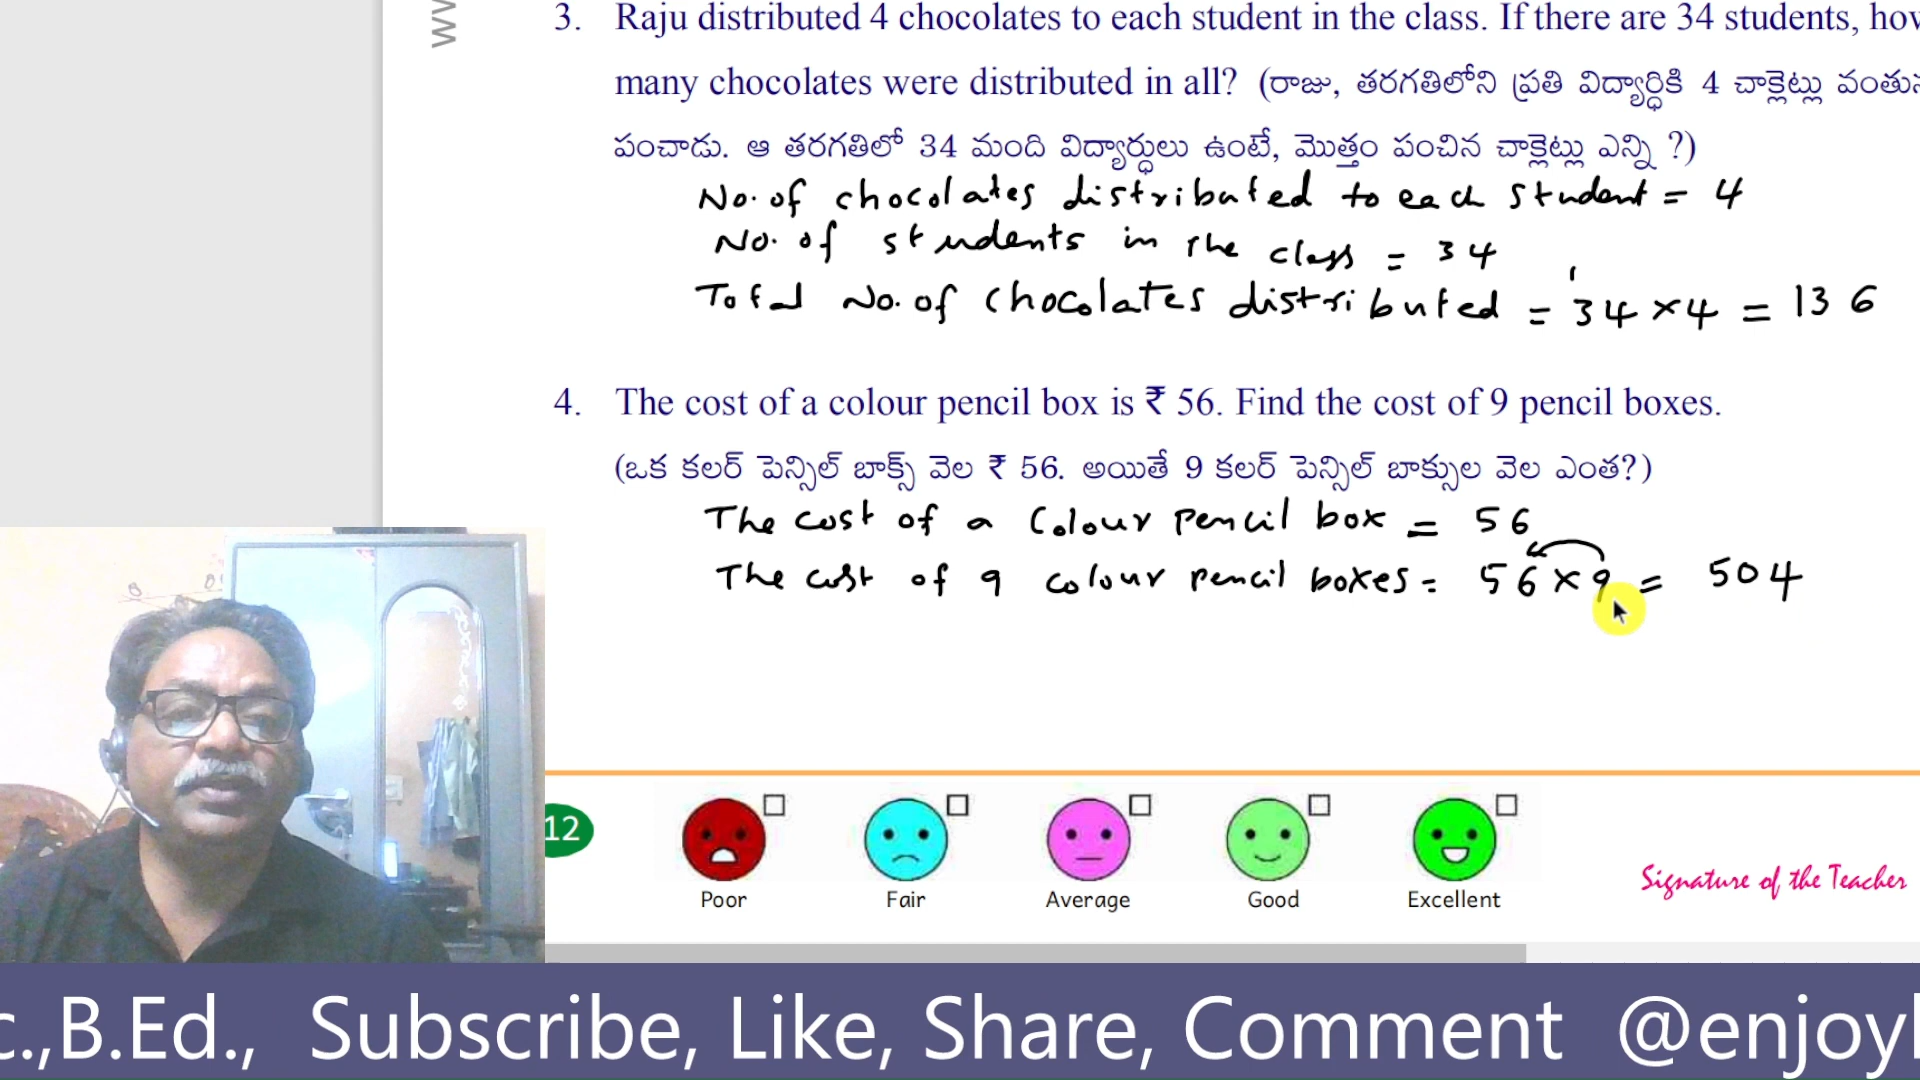 3. Raju distributed 4 chocolates to each student in the class. If there are 34 students, how
many chocolates were distributed in all? (రాజు, తరగతిలోని ప్రతి విద్యార్థికి 4 చాక్లెట్లు వంతున
పంచాడు. ఆ తరగతిలో 34 మంది విద్యార్థులు ఉంటే, మొత్తం పంచిన చాక్లెట్లు ఎన్ని ?)
No. of chocolates distributed to each student = 4
No. of students in the class = 34
1
Total No. of chocolates distributed = 34 × 4 = 136
4. The cost of a colour pencil box is ₹ 56. Find the cost of 9 pencil boxes.
(ఒక కలర్ పెన్సిల్ బాక్స్ వెల ₹ 56. అయితే 9 కలర్ పెన్సిల్ బాక్సుల వెల ఎంత?)
The cost of a Colour Pencil box = 56
The cost of 9 colour pencil boxes = 56 × 9 = 504
12
Poor Fair Average Good Excellent
Signature of the Teacher
c.,B.Ed., Subscribe, Like, Share, Comment @enjoy